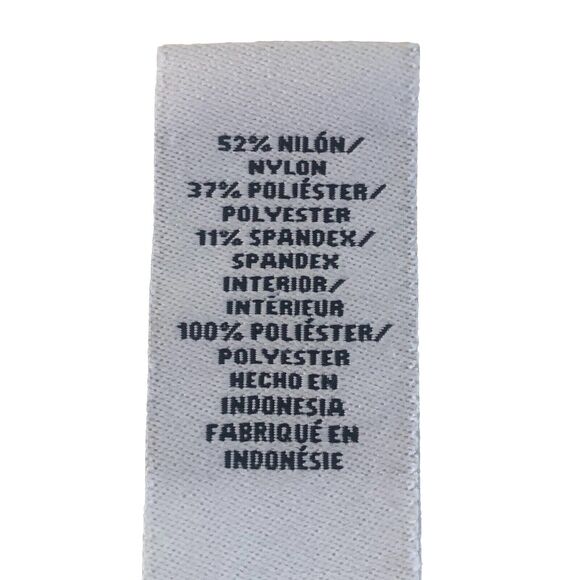 52% NILÓN/
NYLON
37% POLIÉSTER/
POLYESTER
11% SPANDEX/
SPANDEX
INTERIOR/
INTÉRIEUR
100% POLIÉSTER/
POLYESTER
HECHO EN
INDONESIA
FABRIQUÉ EN
INDONÉSIE